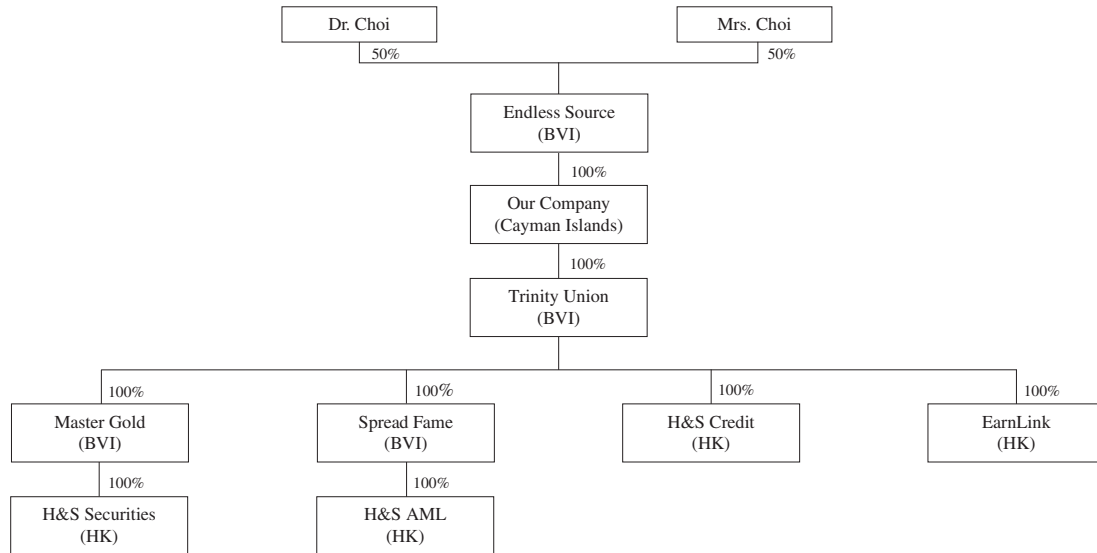 Dr. Choi
Mrs. Choi
50%
50%
Endless Source
(BVI)
100%
Our Company
(Cayman Islands)
100%
Trinity Union
(BVI)
100%
100%
100%
100%
Master Gold
(BVI)
Spread Fame
(BVI)
H&S Credit
(HK)
EarnLink
(HK)
100%
100%
H&S Securities
(HK)
H&S AML
(HK)